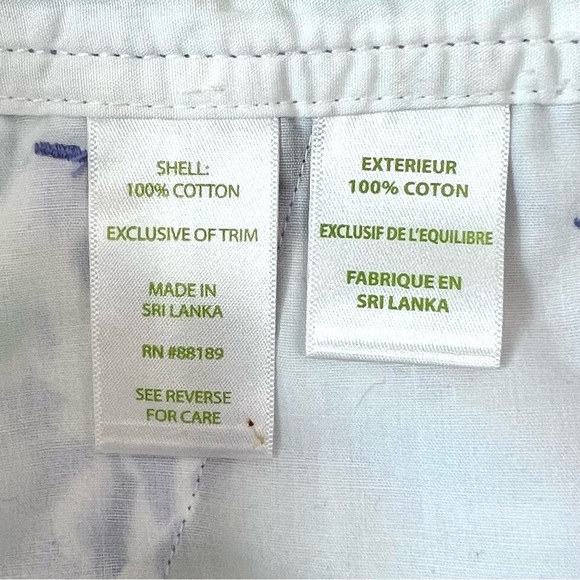 SHELL:
100% COTTON
EXCLUSIVE OF TRIM
MADE IN
SRI LANKA
RN #88189
SEE REVERSE
FOR CARE
EXTERIEUR
100% COTON
EXCLUSIF DE L'EQUILIBRE
FABRIQUE EN
SRI LANKA